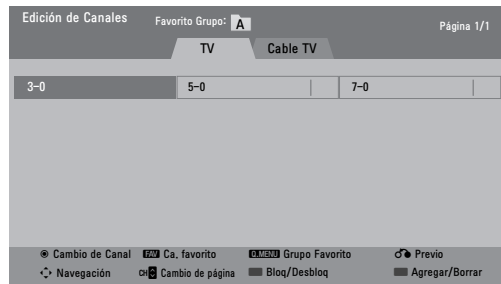 Edición de Canales Favorito Grupo: A Página 1/1
TV Cable TV
3-0 5-0 7-0
Cambio de Canal FAV Ca. favorito Q.MENU Grupo Favorito Previo
Navegación CH Cambio de página Bloq/Desbloq Agregar/Borrar